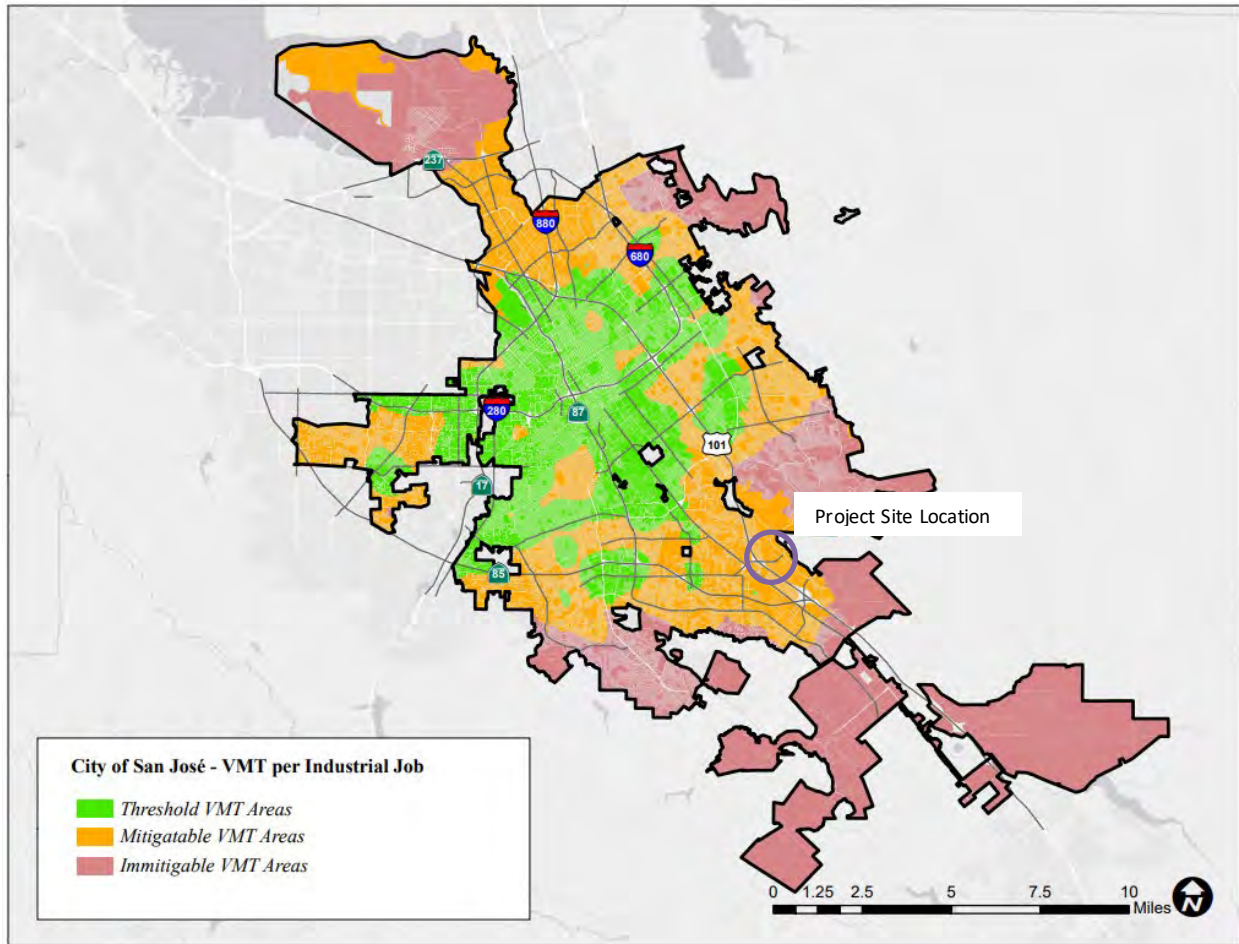 237
880
680
280
87
101
17
Project Site Location
85
City of San José - VMT per Industrial Job
Threshold VMT Areas
Mitigatable VMT Areas
Immitigable VMT Areas
0 1.25 2.5 5 7.5 10
Miles
N